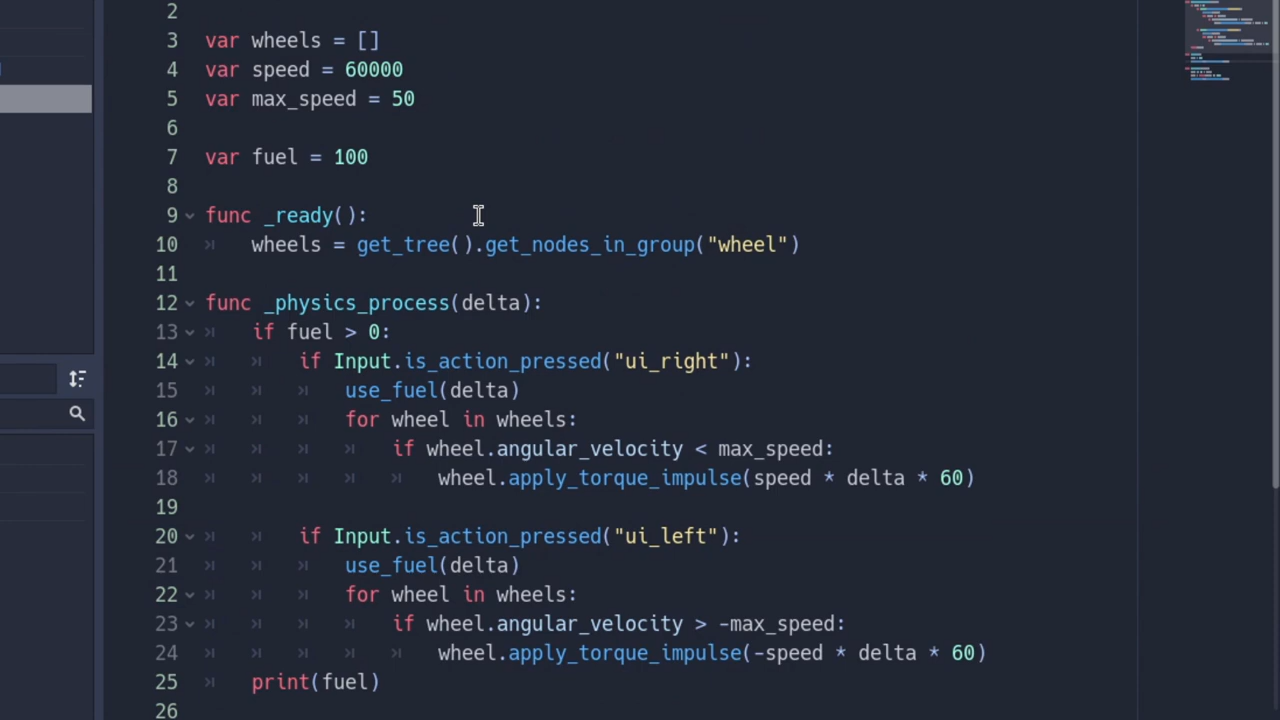 2
3 var wheels = []
4 var speed = 60000
5 var max_speed = 50
6
7 var fuel = 100
8
9 func _ready():
10 wheels = get_tree().get_nodes_in_group("wheel")
11
12 func _physics_process(delta):
13 if fuel > 0:
14 if Input.is_action_pressed("ui_right"):
15 use_fuel(delta)
16 for wheel in wheels:
17 if wheel.angular_velocity < max_speed:
18 wheel.apply_torque_impulse(speed * delta * 60)
19
20 if Input.is_action_pressed("ui_left"):
21 use_fuel(delta)
22 for wheel in wheels:
23 if wheel.angular_velocity > -max_speed:
24 wheel.apply_torque_impulse(-speed * delta * 60)
25 print(fuel)
26